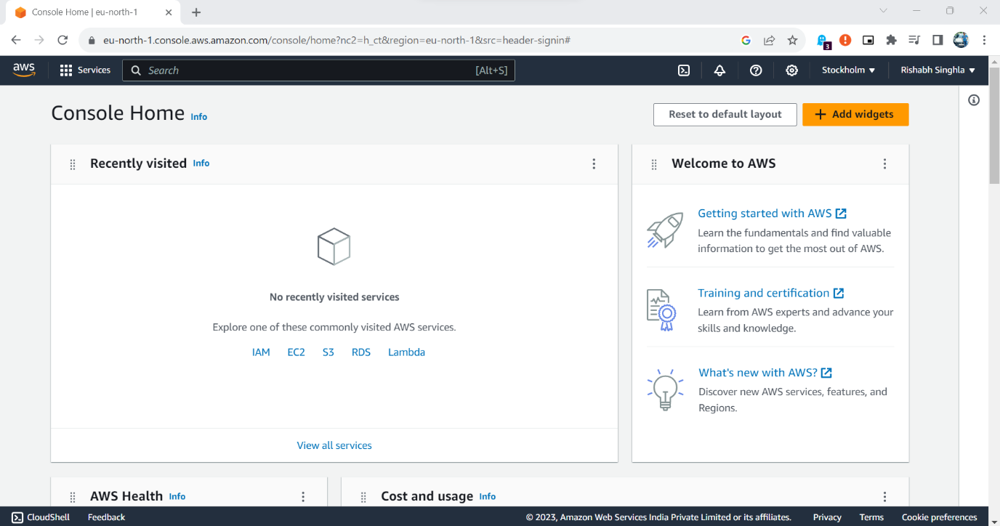 Console Home | eu-north-1
eu-north-1.console.aws.amazon.com/console/home?nc2=h_ct&region=eu-north-1&src=header-signin#
3
aws Services Search [Alt+S] Stockholm Rishabh Singhla
Console Home Info Reset to default layout Add widgets
Recently visited Info
No recently visited services
Explore one of these commonly visited AWS services.
IAM EC2 S3 RDS Lambda
View all services
Welcome to AWS
Getting started with AWS
Learn the fundamentals and find valuable
information to get the most out of AWS.
Training and certification
Learn from AWS experts and advance your
skills and knowledge.
What's new with AWS?
Discover new AWS services, features, and
Regions.
AWS Health Info
Cost and usage Info
CloudShell Feedback © 2023, Amazon Web Services India Private Limited or its affiliates. Privacy Terms Cookie preferences